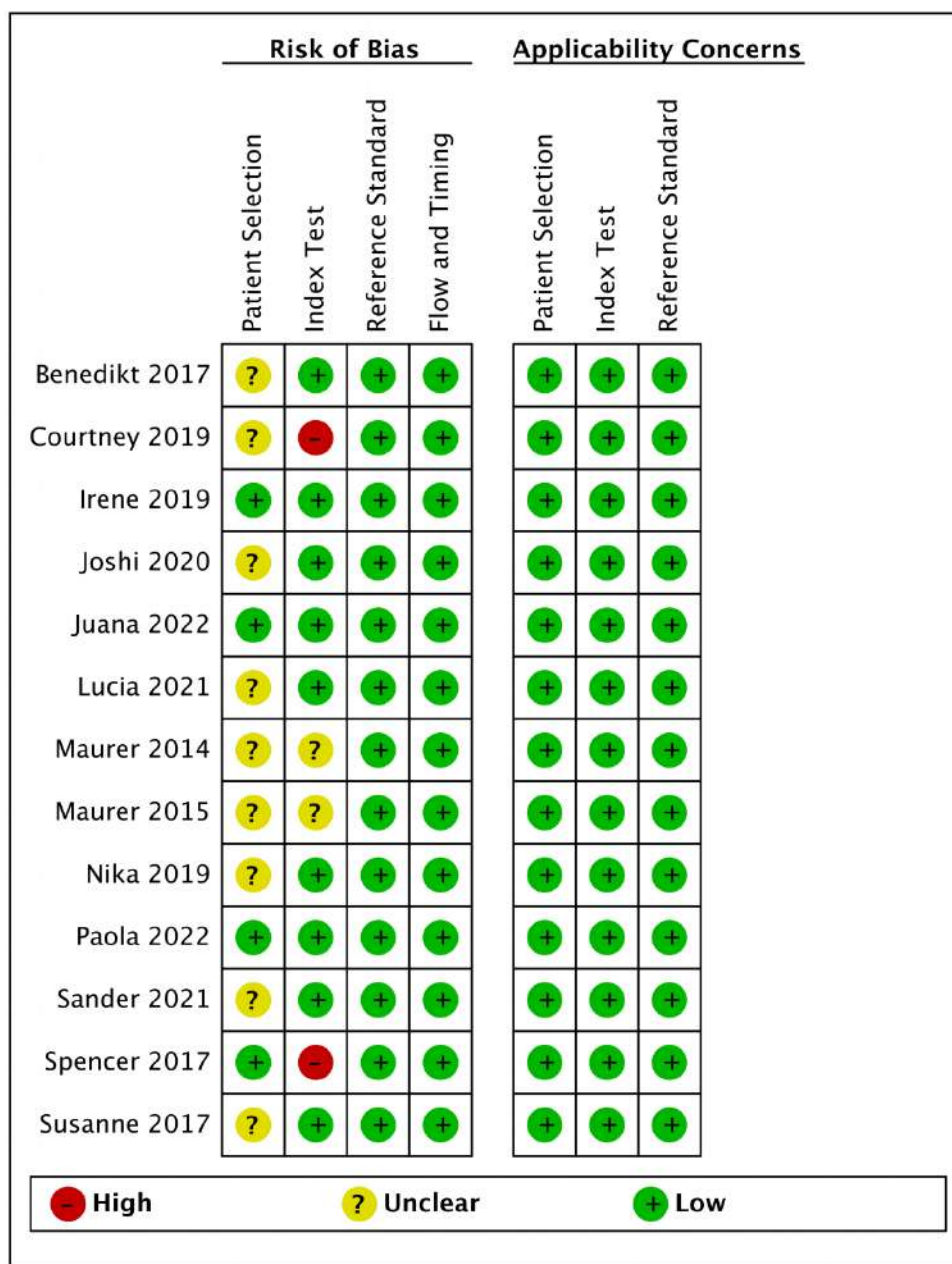 Risk of Bias Applicability Concerns
Patient Selection
Index Test
Reference Standard
Flow and Timing
Patient Selection
Index Test
Reference Standard
Benedikt 2017 ? + + + + + +
Courtney 2019 ? - + + + + +
Irene 2019 + + + + + + +
Joshi 2020 ? + + + + + +
Juana 2022 + + + + + + +
Lucia 2021 ? + + + + + +
Maurer 2014 ? ? + + + + +
Maurer 2015 ? ? + + + + +
Nika 2019 ? + + + + + +
Paola 2022 + + + + + + +
Sander 2021 ? + + + + + +
Spencer 2017 + - + + + + +
Susanne 2017 ? + + + + + +
- High ? Unclear + Low